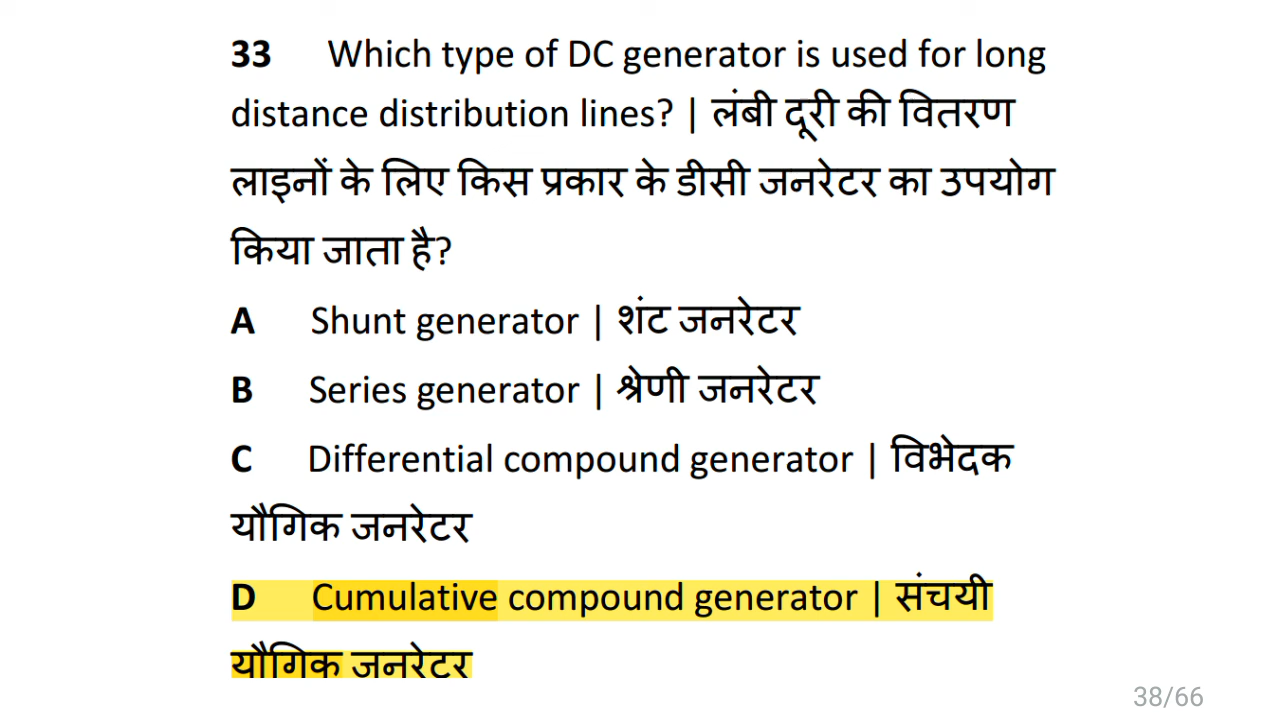 33 Which type of DC generator is used for long
distance distribution lines? | लंबी दूरी की वितरण
लाइनों के लिए किस प्रकार के डीसी जनरेटर का उपयोग
किया जाता है?
A Shunt generator | शंट जनरेटर
B Series generator | श्रेणी जनरेटर
C Differential compound generator | विभेदक
यौगिक जनरेटर
D Cumulative compound generator | संचयी
यौगिक जनरेटर
38/66